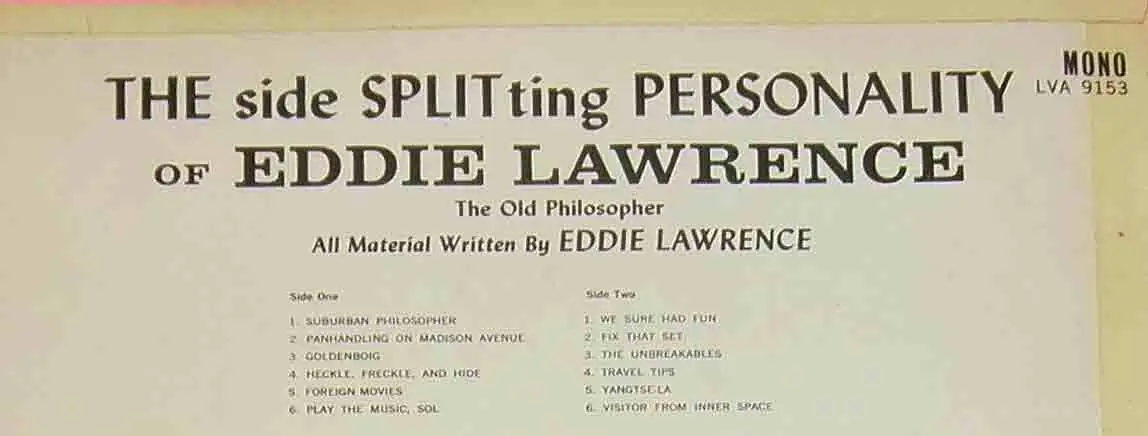 THE side SPLITting PERSONALITY
MONO
LVA 9153
OF EDDIE LAWRENCE
The Old Philosopher
All Material Written By EDDIE LAWRENCE
Side One
1. SUBURBAN PHILOSOPHER
2. PANHANDLING ON MADISON AVENUE
3. GOLDENBOIG
4. HECKLE, FRECKLE, AND HIDE
5. FOREIGN MOVIES
6. PLAY THE MUSIC, SOL
Side Two
1. WE SURE HAD FUN
2. FIX THAT SET
3. THE UNBREAKABLES
4. TRAVEL TIPS
5. YANGTSE-LA
6. VISITOR FROM INNER SPACE